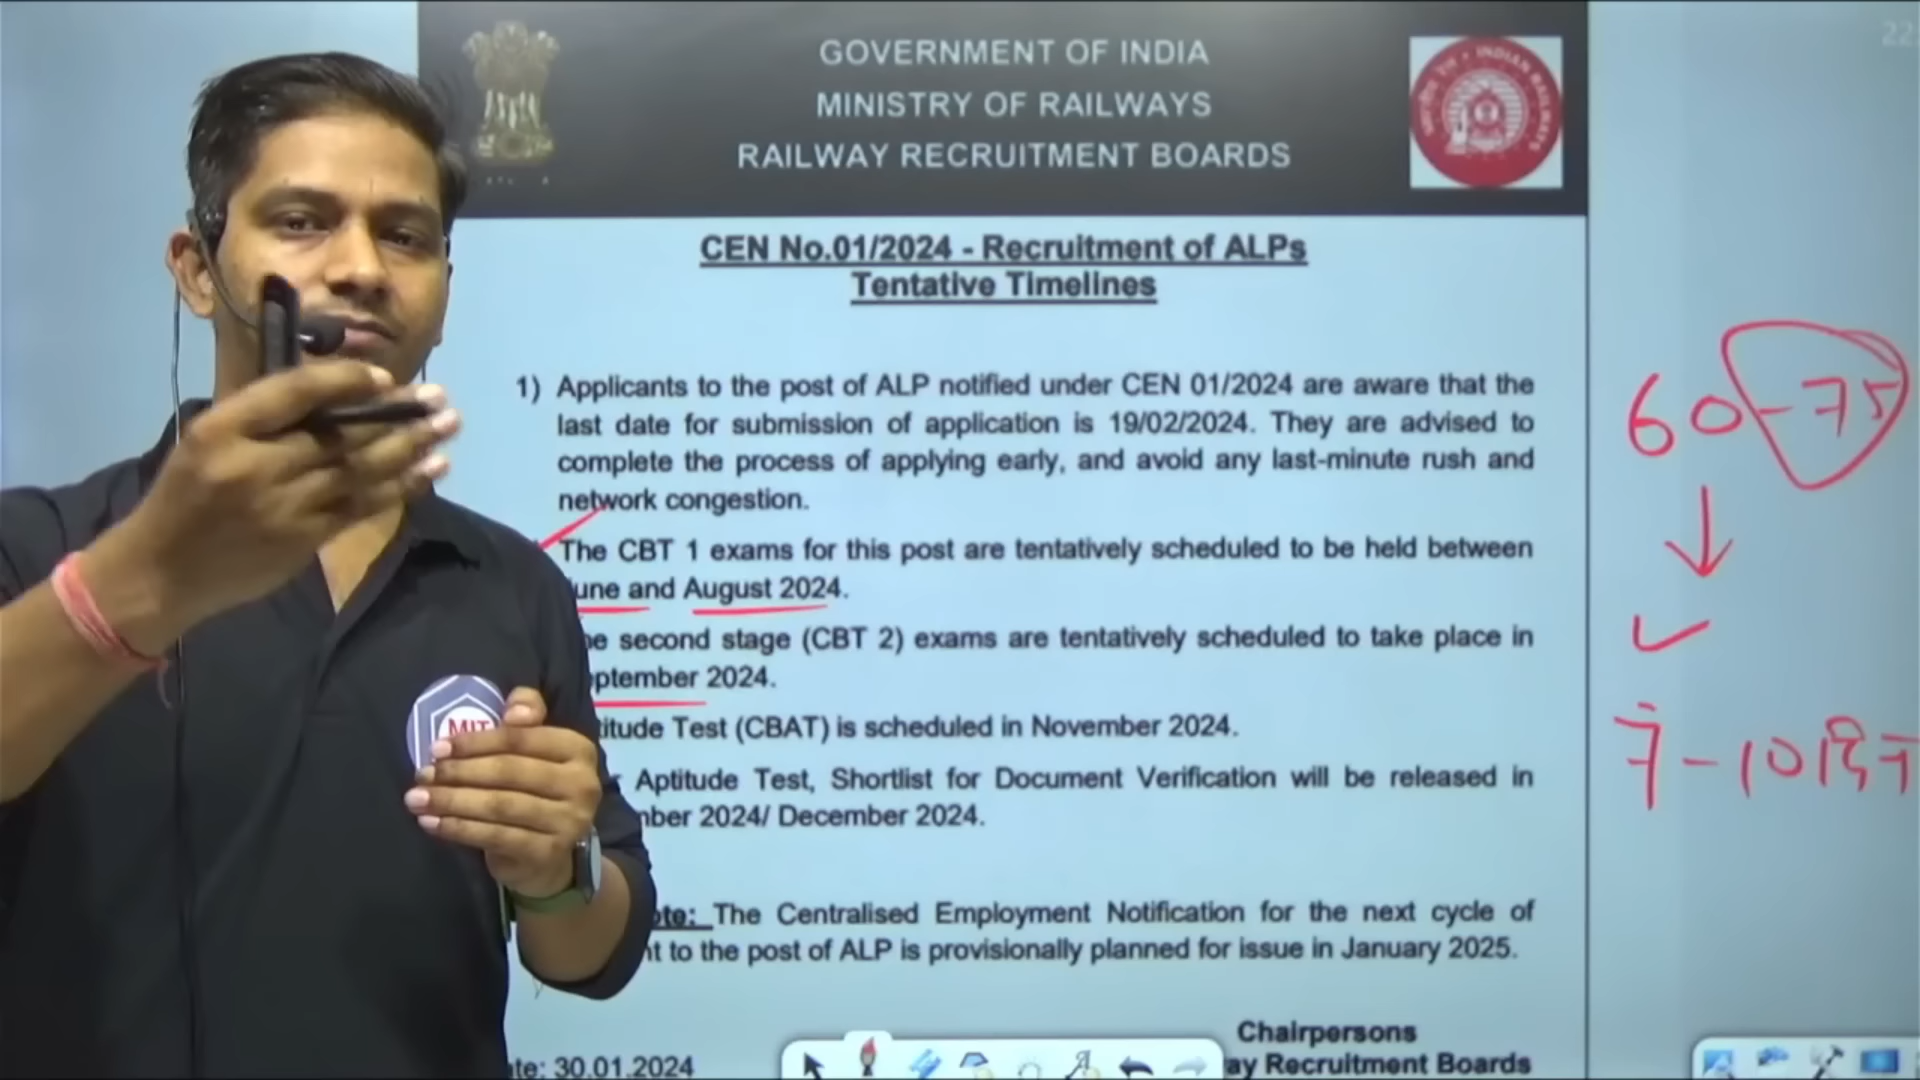 GOVERNMENT OF INDIA
MINISTRY OF RAILWAYS
RAILWAY RECRUITMENT BOARDS
INDIAN RAILWAYS
22
CEN No.01/2024 - Recruitment of ALPs
Tentative Timelines
1) Applicants to the post of ALP notified under CEN 01/2024 are aware that the
last date for submission of application is 19/02/2024. They are advised to
complete the process of applying early, and avoid any last-minute rush and
network congestion.
The CBT 1 exams for this post are tentatively scheduled to be held between
une and August 2024.
e second stage (CBT 2) exams are tentatively scheduled to take place in
ptember 2024.
titude Test (CBAT) is scheduled in November 2024.
r Aptitude Test, Shortlist for Document Verification will be released in
nber 2024/ December 2024.
ote: The Centralised Employment Notification for the next cycle of
nt to the post of ALP is provisionally planned for issue in January 2025.
Chairpersons
te: 30.01.2024 ay Recruitment Boards
60-75
7-10 दिन
MIT